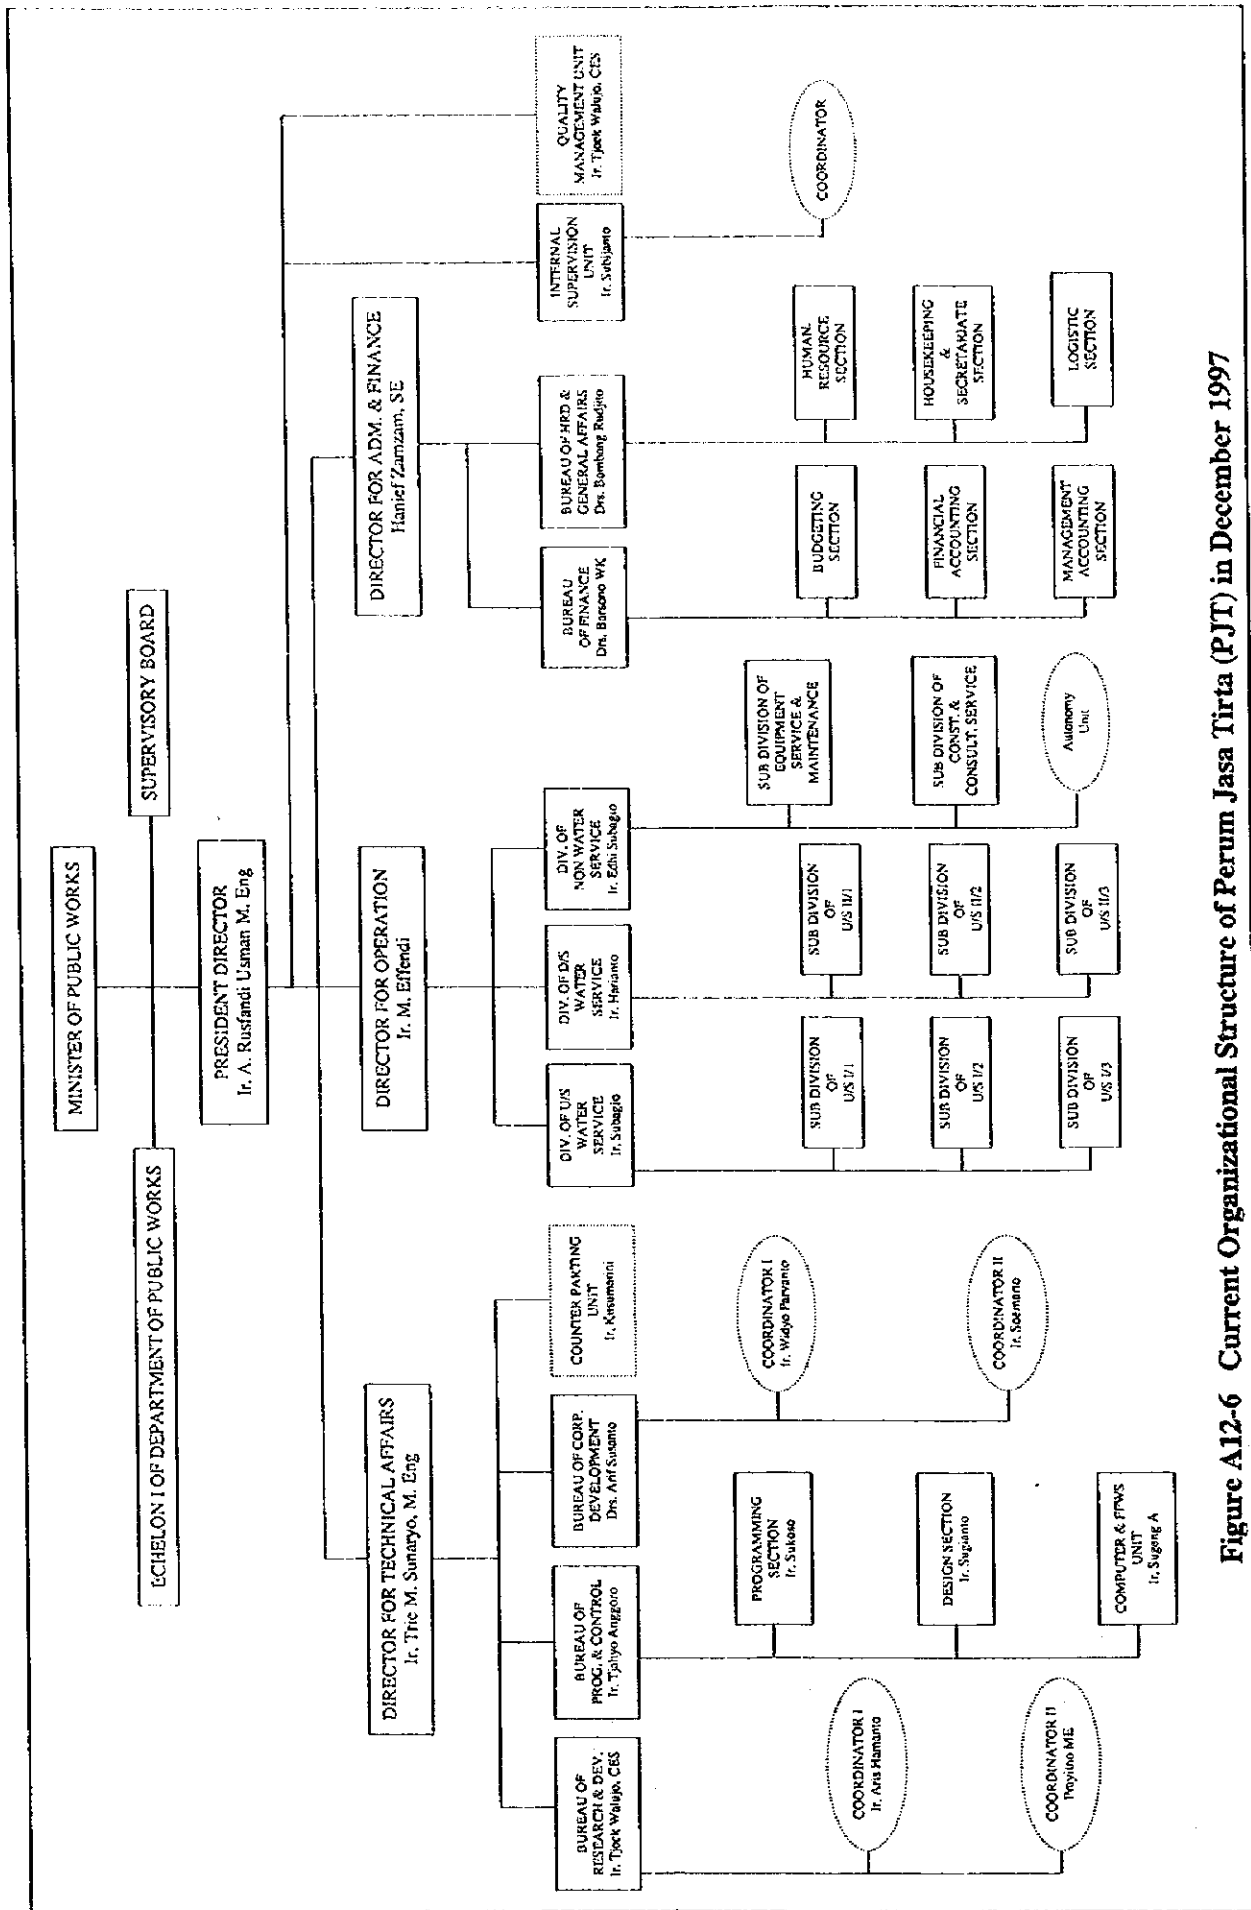 MINISTER OF PUBLIC WORKS
ECHELON I OF DEPARTMENT OF PUBLIC WORKS
SUPERVISORY BOARD
PRESIDENT DIRECTOR
Ir. A. Rusfandi Usman M. Eng
DIRECTOR FOR TECHNICAL AFFAIRS
Ir. Trie M. Sunaryo, M. Eng
DIRECTOR FOR OPERATION
Ir. M. Effendi
DIRECTOR FOR ADM. & FINANCE
Hanief Zamzam, SE
BUREAU OF
RESEARCH & DEV.
Ir. Tjoek Walujo, CES
BUREAU OF
PROG. & CONTROL
Ir. Tjahyo Anggoro
BUREAU OF CORP.
DEVELOPMENT
Drs. Arif Susanto
COUNTER PARTING
UNIT
Ir.
DIV. OF U/S
WATER
SERVICE
Ir. Subagio
DIV. OF D/S
WATER
SERVICE
Ir. Harianto
DIV. OF
NON WATER
SERVICE
Ir. Edhi Subagio
BUREAU
OF FINANCE
Drs. Barsono WK
BUREAU OF HRD &
GENERAL AFFAIRS
Drs. Bambang Rudjito
INTERNAL
SUPERVISION
UNIT
Ir. Subijanto
QUALITY
MANAGEMENT UNIT
Ir. Tjoek Walujo, CES
COORDINATOR I
Ir. Aris Hamanto
COORDINATOR II
ME
PROGRAMMING
SECTION
Ir. Sukoso
DESIGN SECTION
Ir. Sugianto
COMPUTER & FFWS
UNIT
Ir. Sugeng A
COORDINATOR I
Ir. Widyo Parvanto
COORDINATOR II
Ir.
SUB DIVISION
OF
U/S I/1
SUB DIVISION
OF
U/S I/2
SUB DIVISION
OF
U/S I/3
SUB DIVISION
OF
U/S II/1
SUB DIVISION
OF
U/S II/2
SUB DIVISION
OF
U/S II/3
SUB DIVISION OF
EQUIPMENT
SERVICE &
MAINTENANCE
SUB DIVISION OF
CONST. &
CONSULT. SERVICE
Autonomy
Unit
BUDGETING
SECTION
FINANCIAL
ACCOUNTING
SECTION
MANAGEMENT
ACCOUNTING
SECTION
HUMAN
RESOURCE
SECTION
HOUSEKEEPING
&
SECRETARIATE
SECTION
LOGISTIC
SECTION
COORDINATOR
Figure A12-6 Current Organizational Structure of Perum Jasa Tirta (PJT) in December 1997